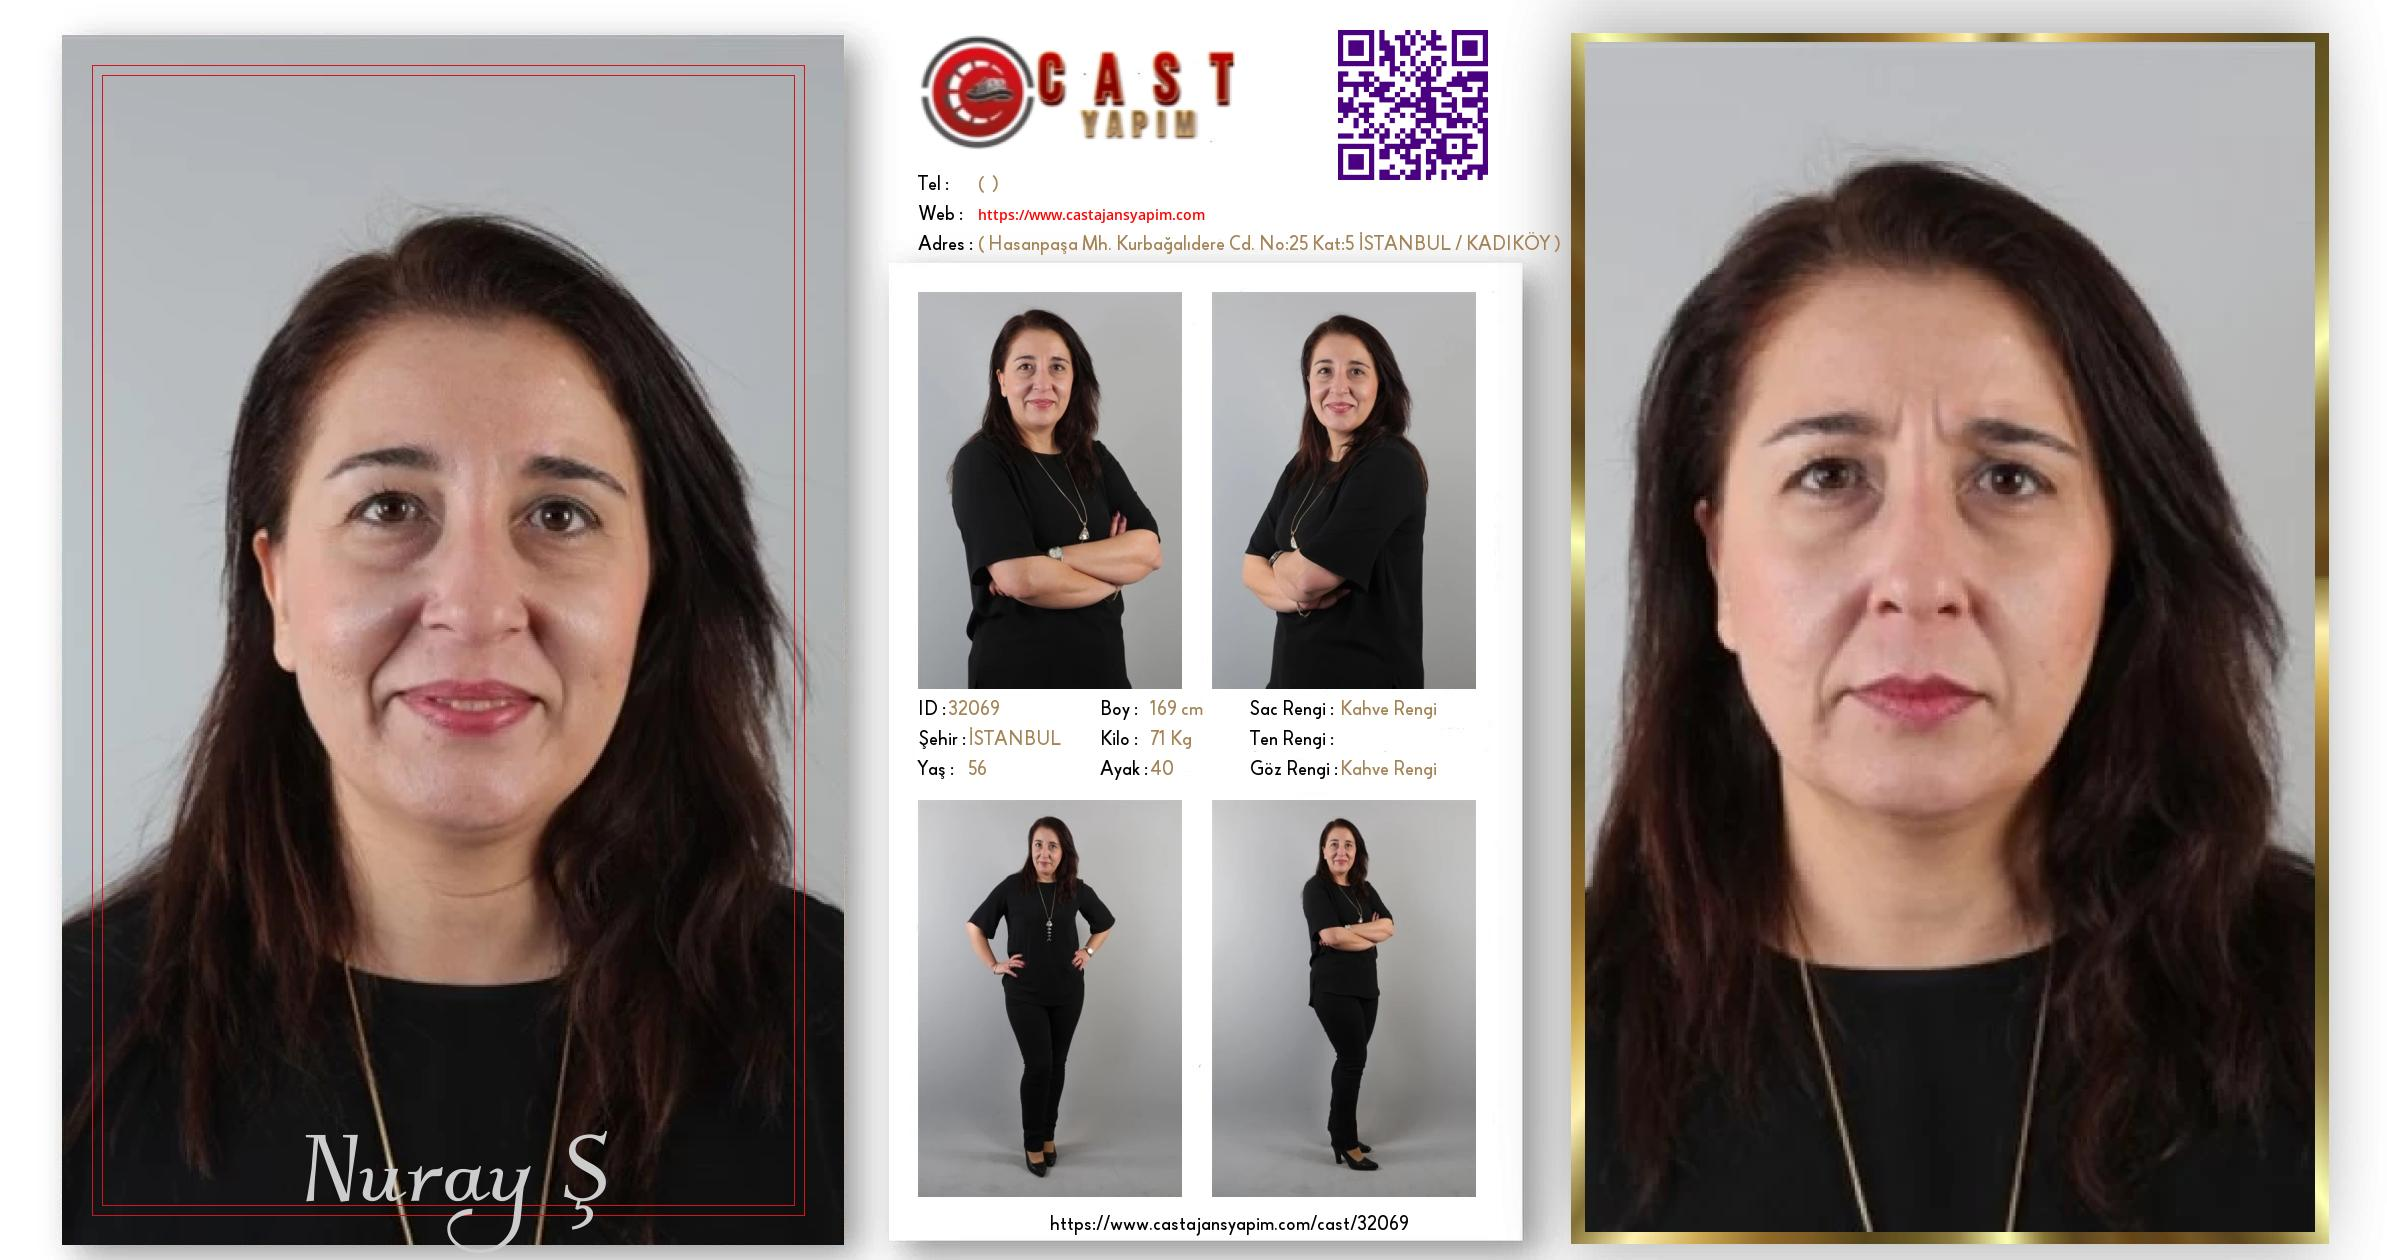 Nuray Ş
CAST
YAPIM
Tel : ( )
Web : https://www.castajansyapim.com
Adres : ( Hasanpaşa Mh. Kurbağalıdere Cd. No:25 Kat:5 İSTANBUL / KADIKÖY )
ID : 32069 Boy : 169 cm Sac Rengi : Kahve Rengi
Şehir : İSTANBUL Kilo : 71 Kg Ten Rengi :
Yaş : 56 Ayak : 40 Göz Rengi : Kahve Rengi
https://www.castajansyapim.com/cast/32069